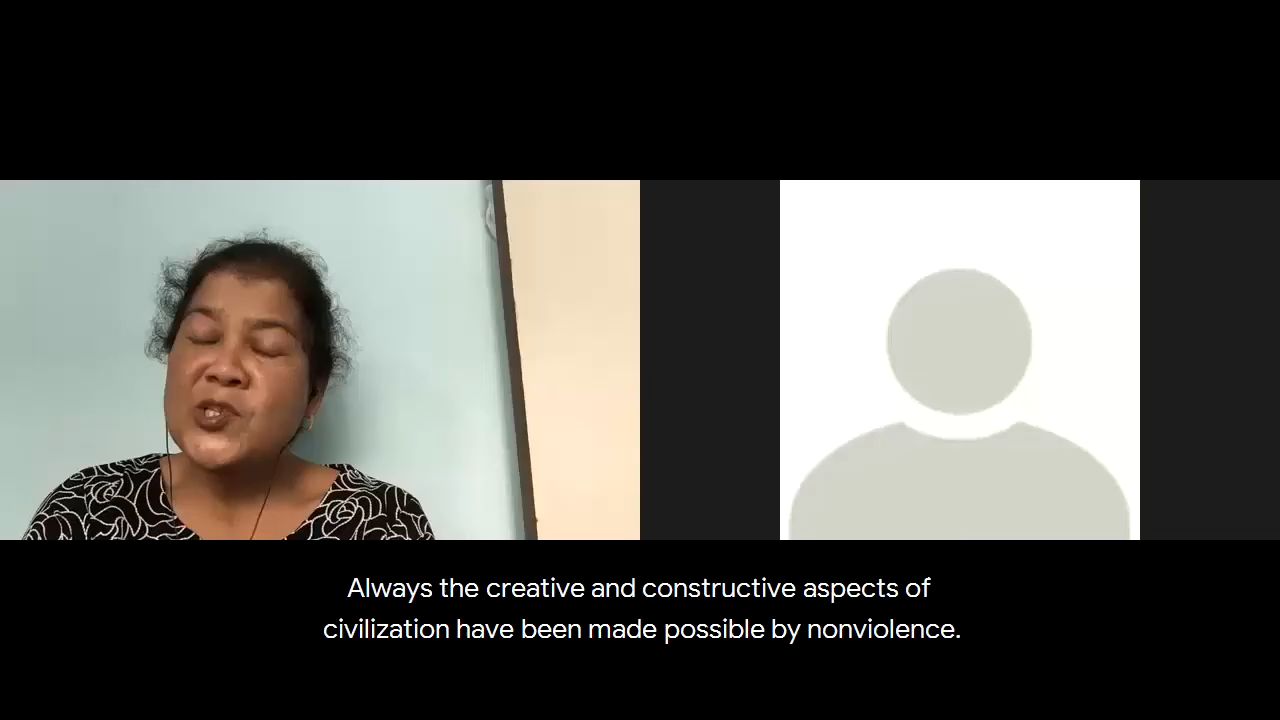 Always the creative and constructive aspects of
civilization have been made possible by nonviolence.